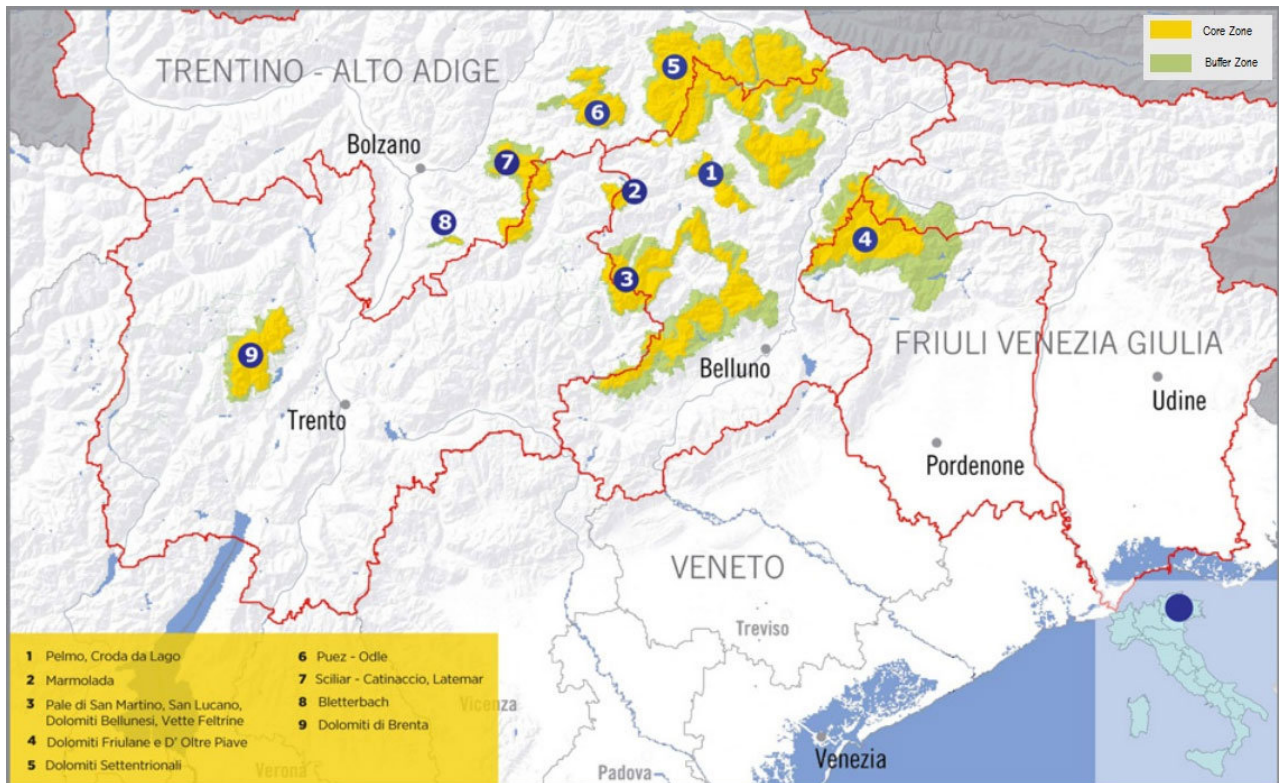 Core Zone
Buffer Zone
TRENTINO - ALTO ADIGE
5
6
Bolzano
7
1
2
8
4
3
FRIULI VENEZIA GIULIA
9
Belluno
Udine
Trento
Pordenone
VENETO
Treviso
Vicenza
Venezia
Verona
Padova
1 Pelmo, Croda da Lago
2 Marmolada
3 Pale di San Martino, San Lucano,
Dolomiti Bellunesi, Vette Feltrine
4 Dolomiti Friulane e D' Oltre Piave
5 Dolomiti Settentrionali
6 Puez - Odle
7 Sciliar - Catinaccio, Latemar
8 Bletterbach
9 Dolomiti di Brenta